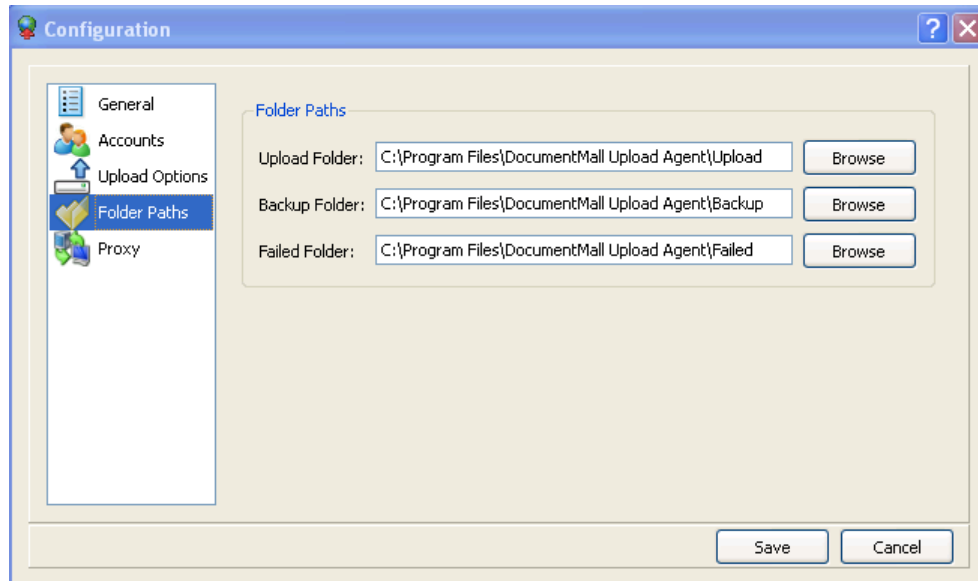 Configuration
General
Accounts
Upload Options
Folder Paths
Proxy
Folder Paths
Upload Folder: C:\Program Files\DocumentMall Upload Agent\Upload Browse
Backup Folder: C:\Program Files\DocumentMall Upload Agent\Backup Browse
Failed Folder: C:\Program Files\DocumentMall Upload Agent\Failed Browse
Save Cancel